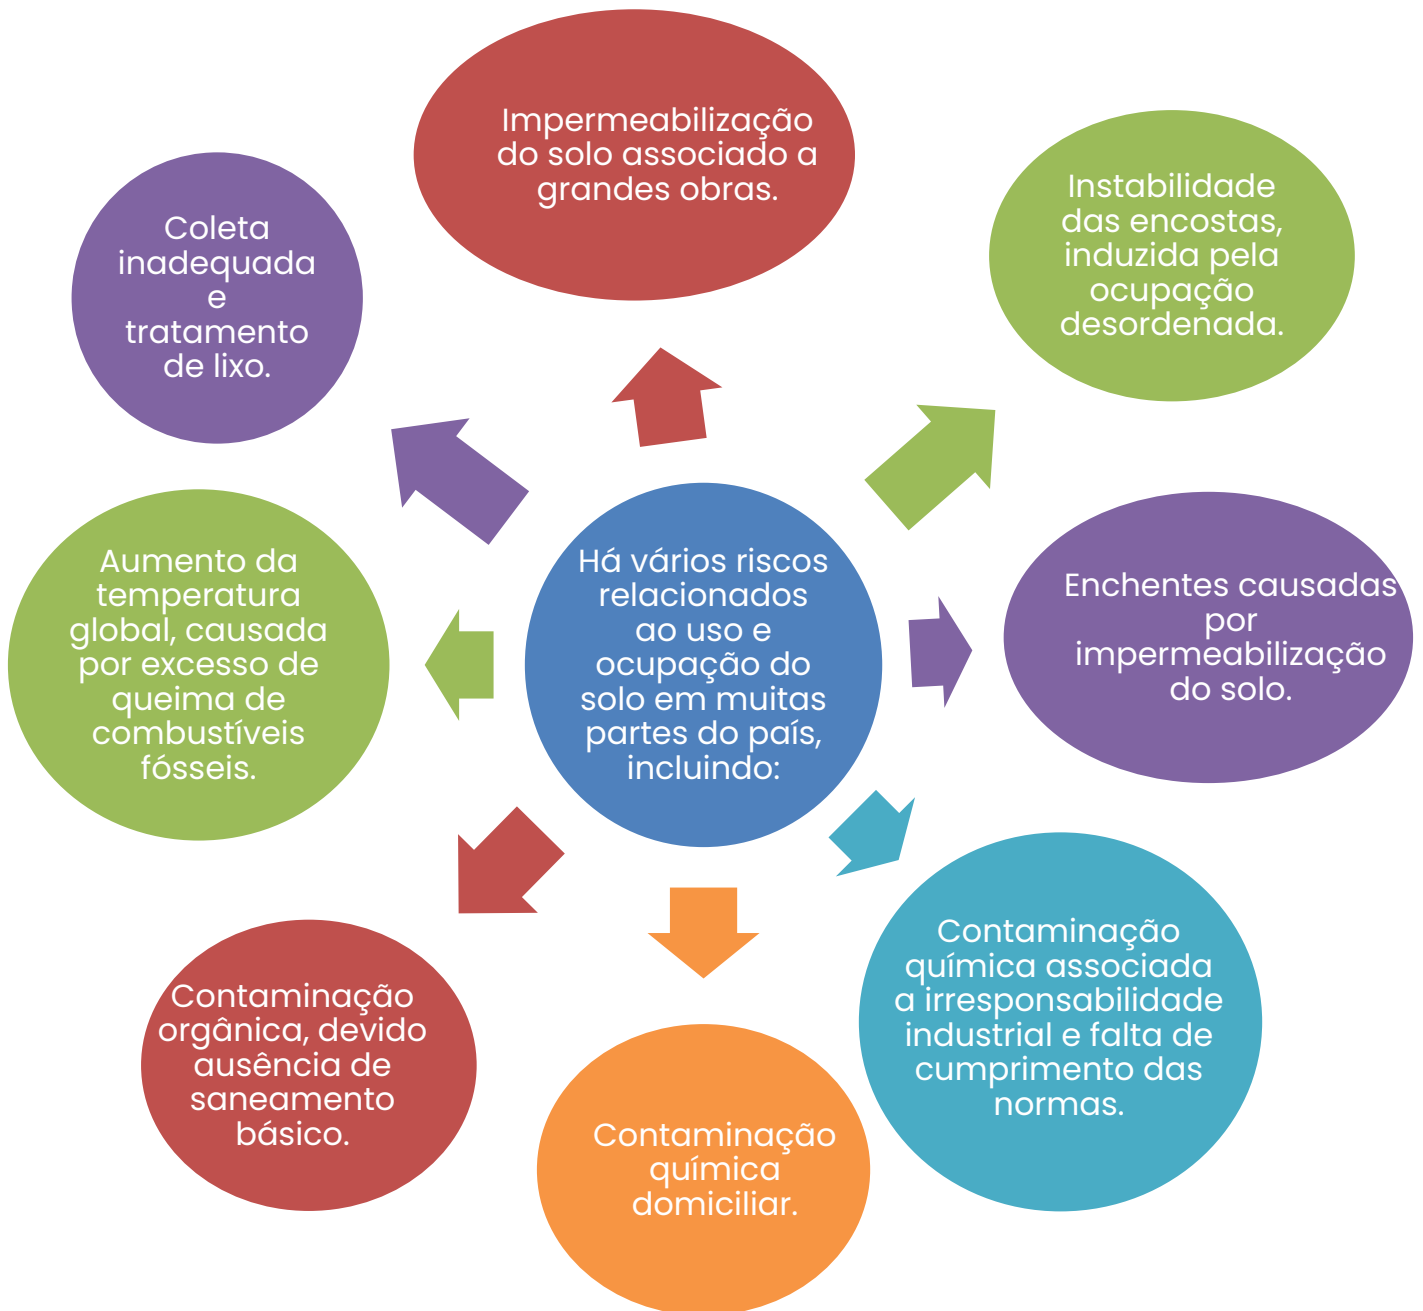 Impermeabilização
do solo associado a
grandes obras.
Instabilidade
das encostas,
induzida pela
ocupação
desordenada.
Coleta
inadequada
e
tratamento
de lixo.
Há vários riscos
relacionados
ao uso e
ocupação do
solo em muitas
partes do país,
incluindo:
Aumento da
temperatura
global, causada
por excesso de
queima de
combustíveis
fósseis.
Enchentes causadas
por
impermeabilização
do solo.
Contaminação
química associada
a irresponsabilidade
industrial e falta de
cumprimento das
normas.
Contaminação
orgânica, devido
ausência de
saneamento
básico.
Contaminação
química
domiciliar.